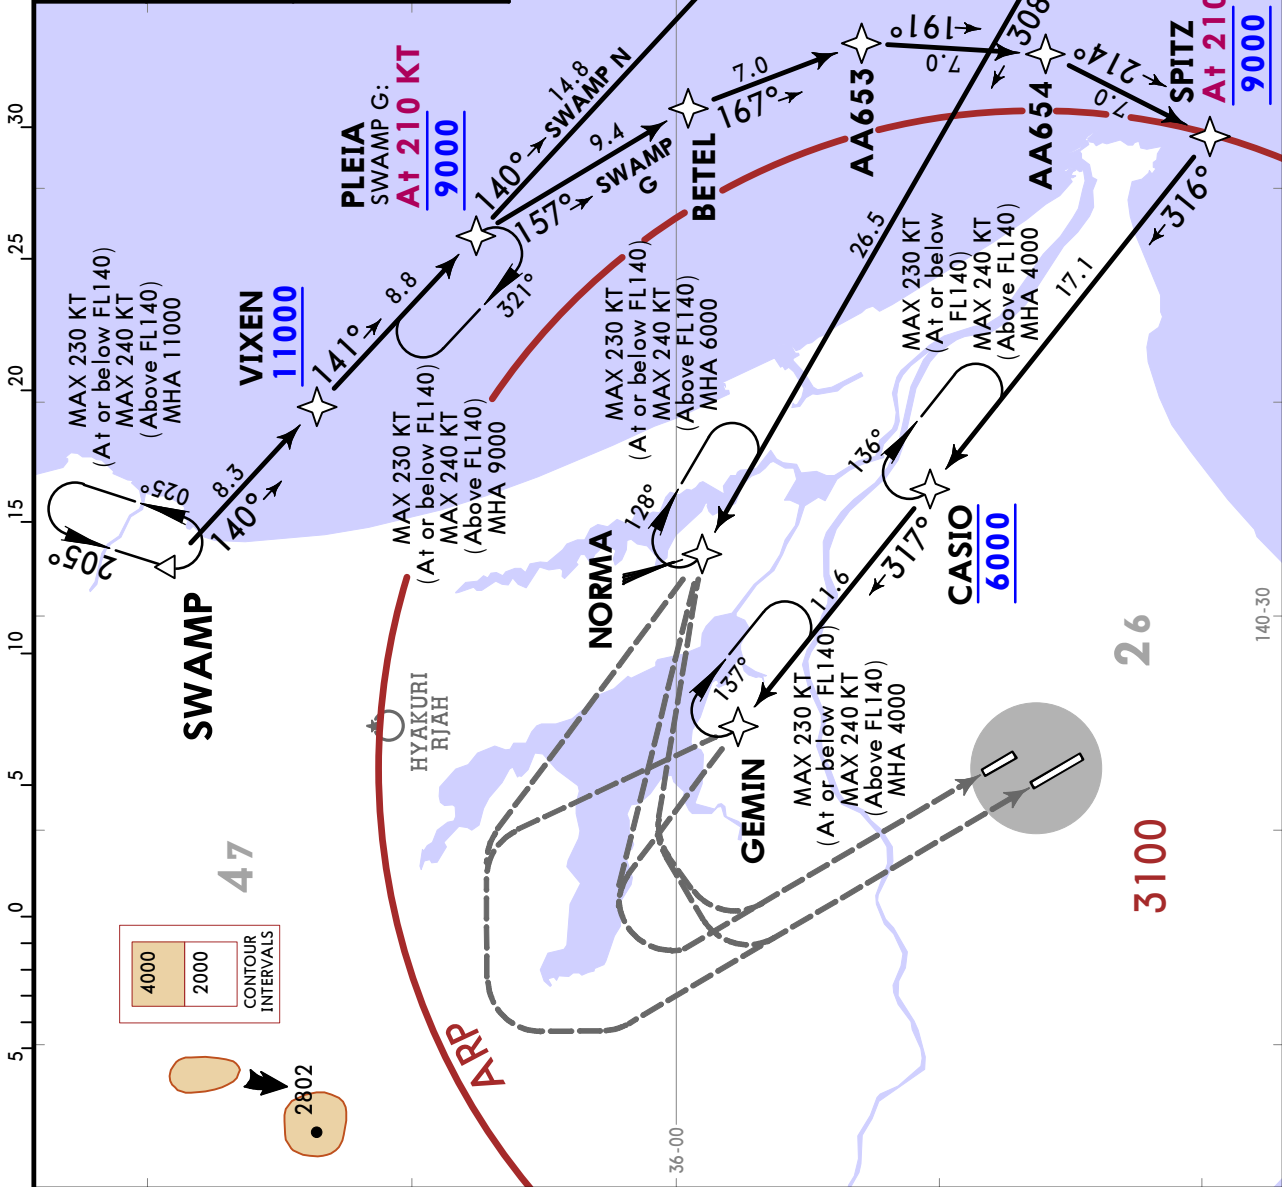 30
25
20
15
10
5
0
5
MAX 230 KT
(At or below FL140)
MAX 240 KT
(Above FL140)
MHA 11000
205°
025°
SWAMP
8.3
140°
VIXEN
11000
141°
8.8
PLEIA
SWAMP G:
At 210 KT
9000
321°
MAX 230 KT
(At or below FL140)
MAX 240 KT
(Above FL140)
MHA 9000
14.8
140°
SWAMP N
9.4
157°
SWAMP
G
BETEL
7.0
167°
AA653
191°
7.0
AA654
214°
7.0
SPITZ
At 210
9000
308
26.5
316°
17.1
MAX 230 KT
(At or below FL140)
MAX 240 KT
(Above FL140)
MHA 6000
128°
NORMA
MAX 230 KT
(At or below
FL140)
MAX 240 KT
(Above FL140)
MHA 4000
136°
CASIO
6000
317°
11.6
137°
GEMIN
MAX 230 KT
(At or below FL140)
MAX 240 KT
(Above FL140)
MHA 4000
HYAKURI
RJAH
47
26
3100
4000
2000
CONTOUR
INTERVALS
2802
ARP
36-00
140-30